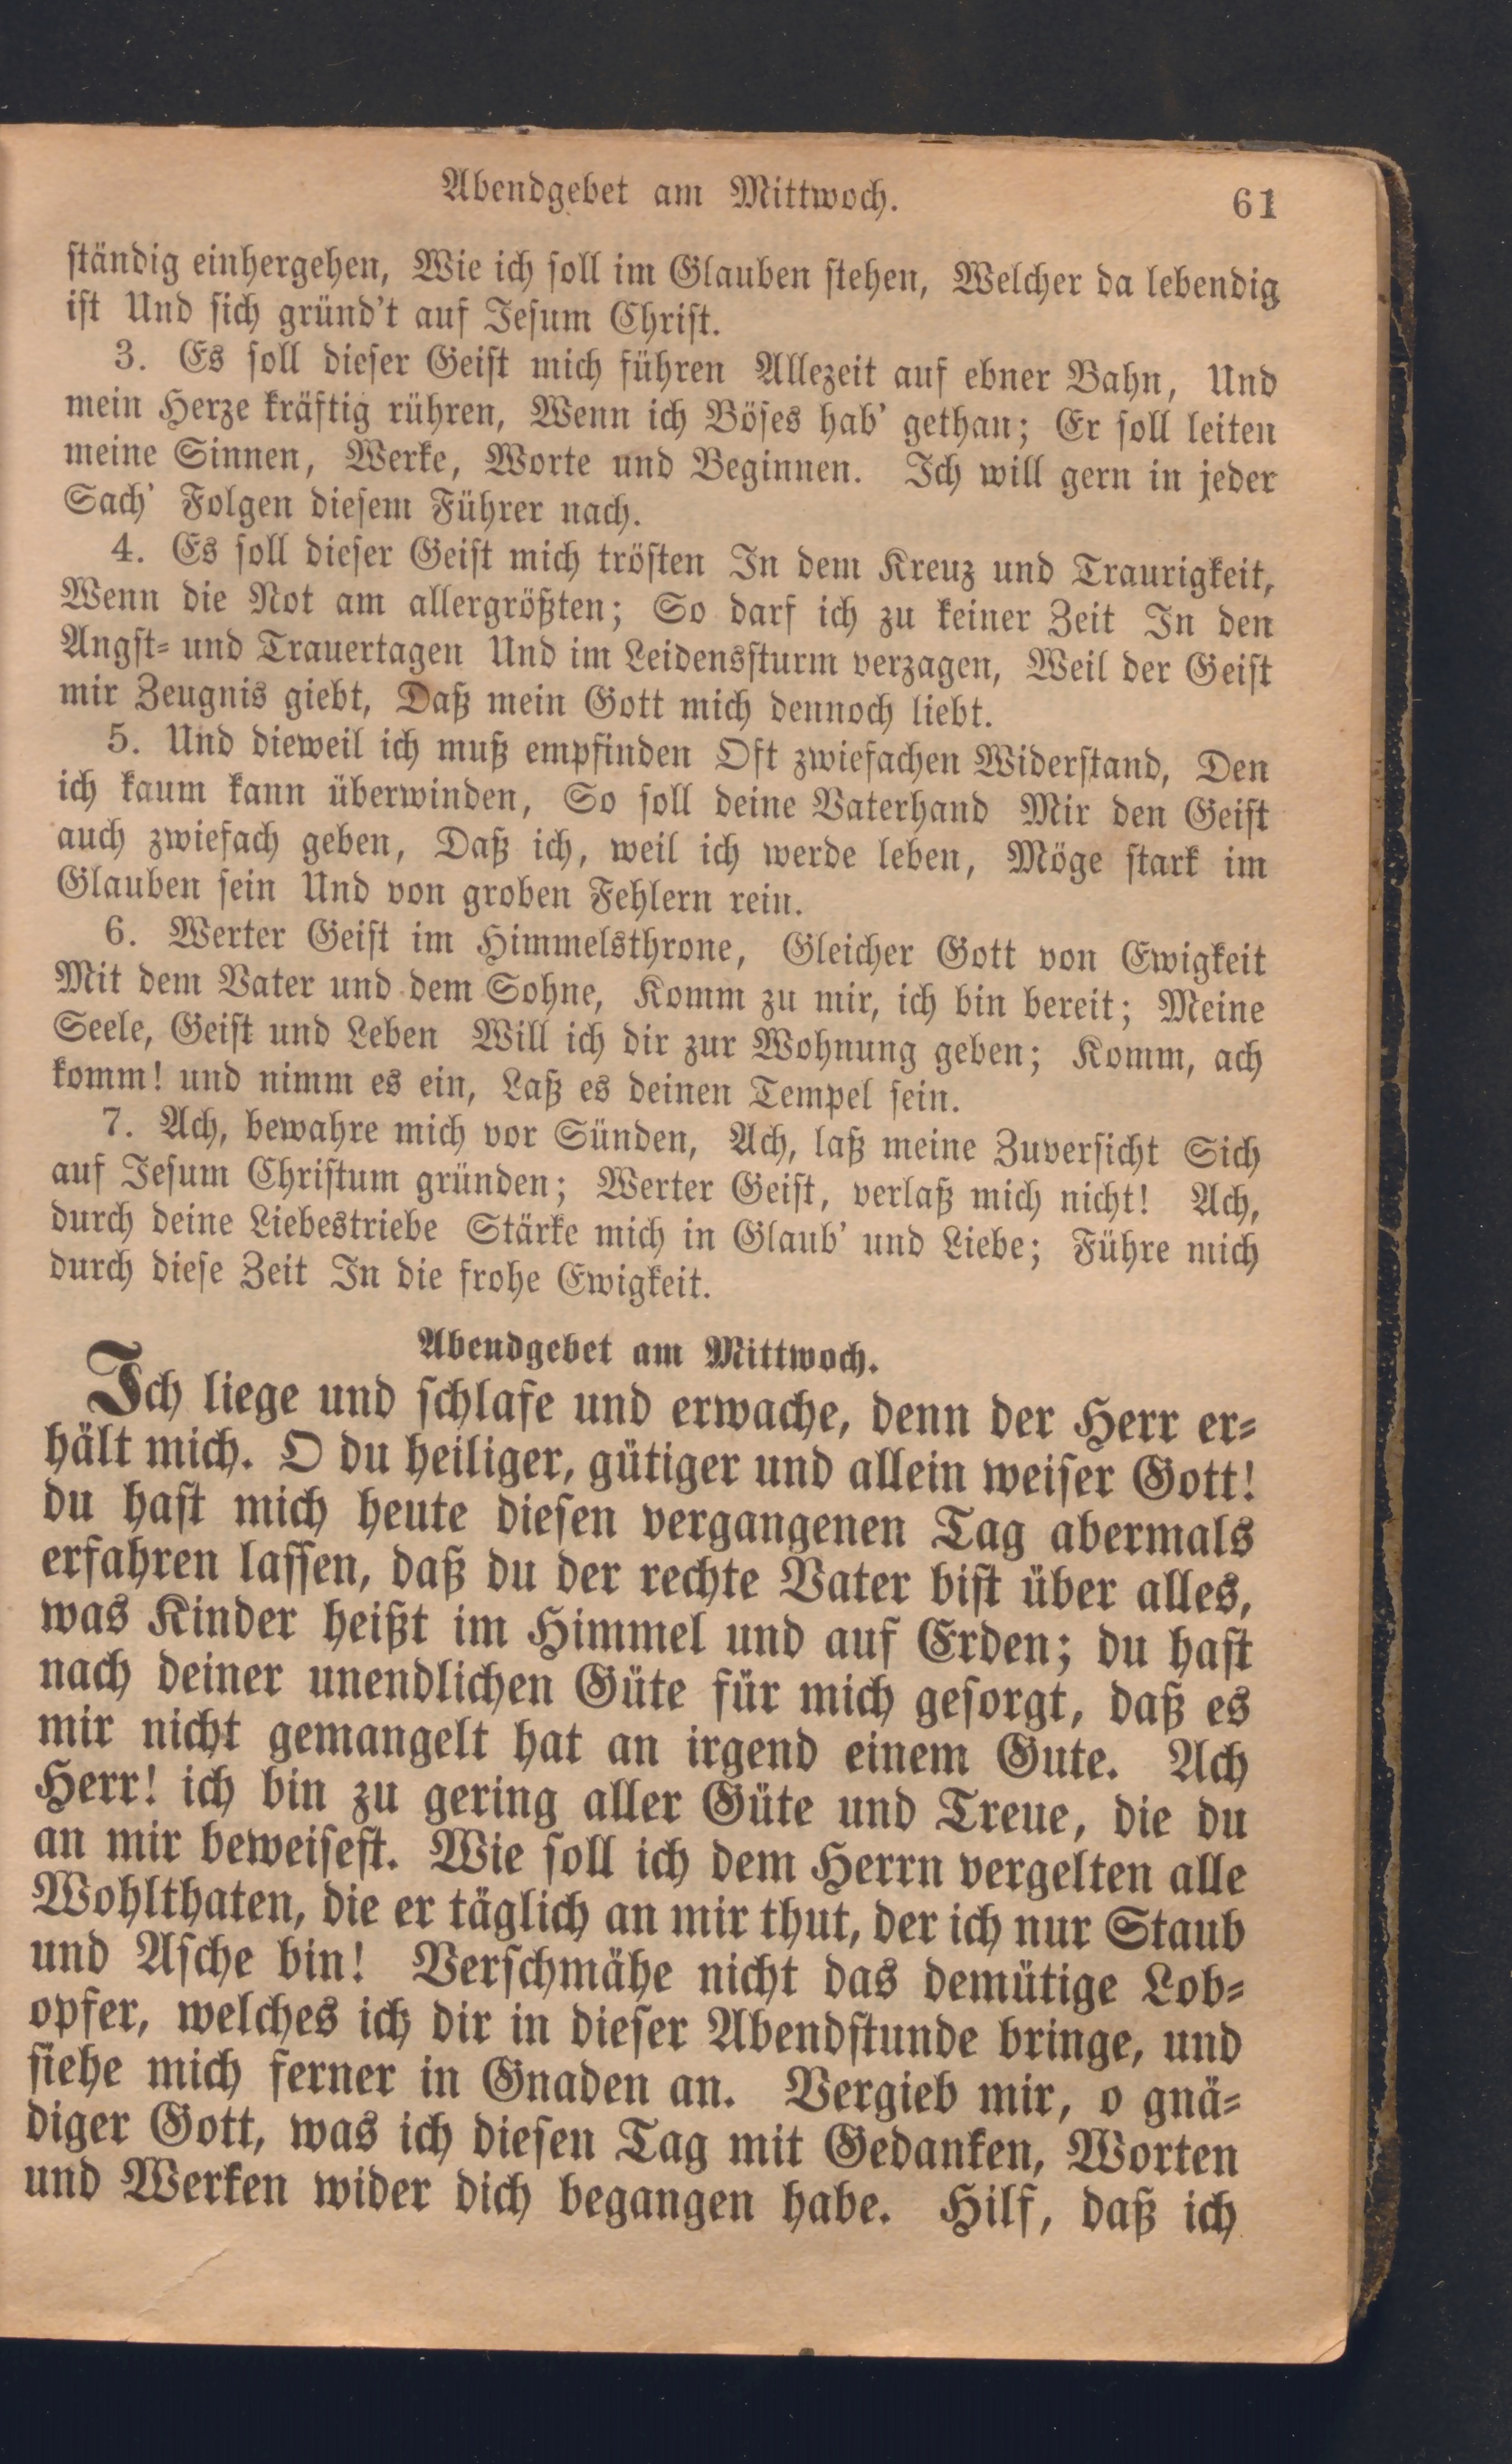 Abendgebet am Mittwoch. 61
ständig einhergehen, Wie ich soll im Glauben stehen, Welcher da lebendig
ist Und sich gründ't auf Jesum Christ.
3. Es soll dieser Geist mich führen Allezeit auf ebner Bahn, Und
mein Herze kräftig rühren, Wenn ich Böses hab' gethan; Er soll leiten
meine Sinnen, Werke, Worte und Beginnen. Ich will gern in jeder
Sach' Folgen diesem Führer nach.
4. Es soll dieser Geist mich trösten In dem Kreuz und Traurigkeit,
Wenn die Not am allergrößten; So darf ich zu keiner Zeit In den
Angst- und Trauertagen Und im Leidenssturm verzagen, Weil der Geist
mir Zeugnis giebt, Daß mein Gott mich dennoch liebt.
5. Und dieweil ich muß empfinden Oft zwiefachen Widerstand, Den
ich kaum kann überwinden, So soll deine Vaterhand Mir den Geist
auch zwiefach geben, Daß ich, weil ich werde leben, Möge stark im
Glauben sein Und von groben Fehlern rein.
6. Werter Geist im Himmelsthrone, Gleicher Gott von Ewigkeit
Mit dem Vater und dem Sohne, Komm zu mir, ich bin bereit; Meine
Seele, Geist und Leben Will ich dir zur Wohnung geben; Komm, ach
komm! und nimm es ein, Laß es deinen Tempel sein.
7. Ach, bewahre mich vor Sünden, Ach, laß meine Zuversicht Sich
auf Jesum Christum gründen; Werter Geist, verlaß mich nicht! Ach,
durch deine Liebestriebe Stärke mich in Glaub' und Liebe; Führe mich
durch diese Zeit In die frohe Ewigkeit.
Abendgebet am Mittwoch.
Ich liege und schlafe und erwache, denn der Herr er-
hält mich. O du heiliger, gütiger und allein weiser Gott!
du hast mich heute diesen vergangenen Tag abermals
erfahren lassen, daß du der rechte Vater bist über alles,
was Kinder heißt im Himmel und auf Erden; du hast
nach deiner unendlichen Güte für mich gesorgt, daß es
mir nicht gemangelt hat an irgend einem Gute. Ach
Herr! ich bin zu gering aller Güte und Treue, die du
an mir beweisest. Wie soll ich dem Herrn vergelten alle
Wohlthaten, die er täglich an mir thut, der ich nur Staub
und Asche bin! Verschmähe nicht das demütige Lob-
opfer, welches ich dir in dieser Abendstunde bringe, und
siehe mich ferner in Gnaden an. Vergieb mir, o gnä-
diger Gott, was ich diesen Tag mit Gedanken, Worten
und Werken wider dich begangen habe. Hilf, daß ich